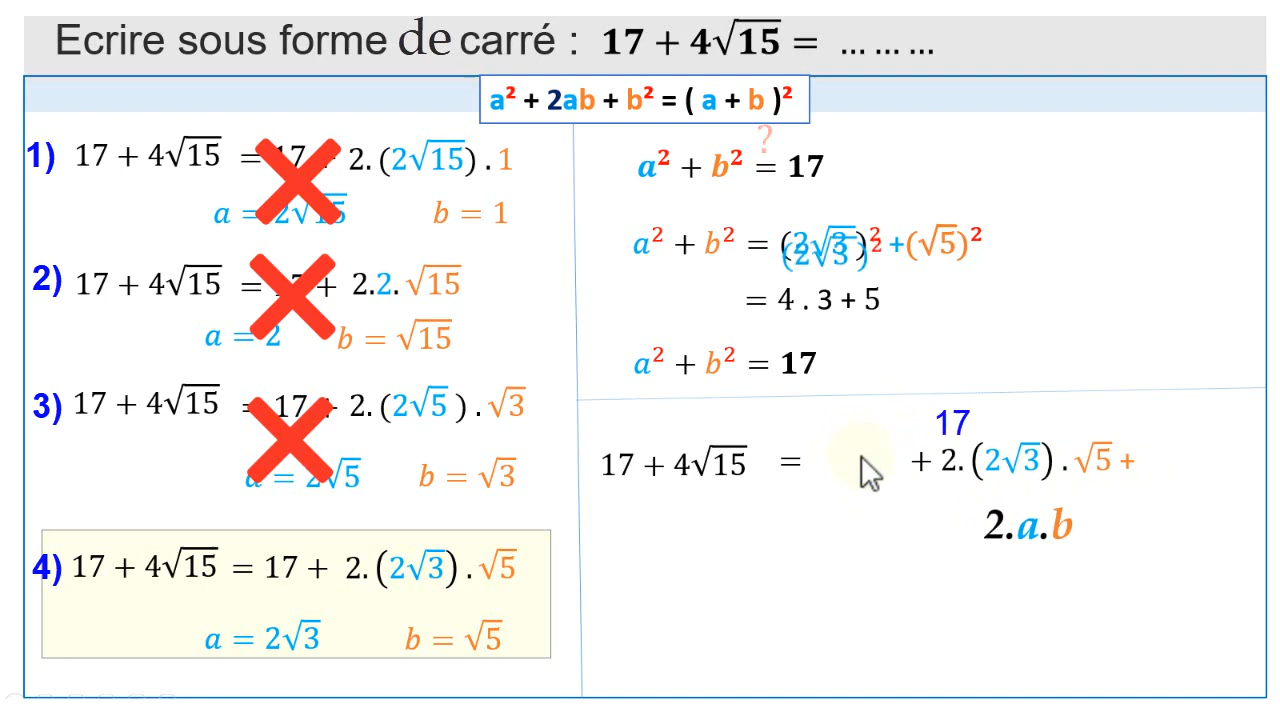 Ecrire sous forme de carré : 17 + 4√15 = ... ... ...
a² + 2ab + b² = ( a + b )²
1) 17 + 4√15 = 17 + 2.(2√15) . 1
a = 2√15 b = 1
2) 17 + 4√15 = 17 + 2.2.√15
a = 2 b = √15
3) 17 + 4√15 = 17 + 2.(2√5 ) . √3
a = 2√5 b = √3
4) 17 + 4√15 = 17 + 2.(2√3) . √5
a = 2√3 b = √5
?
a² + b² = 17
a² + b² = (2√3 )² +(√5)²
(2√3 )²
= 4 . 3 + 5
a² + b² = 17
17
17 + 4√15 = + 2.(2√3) . √5 +
2.a.b